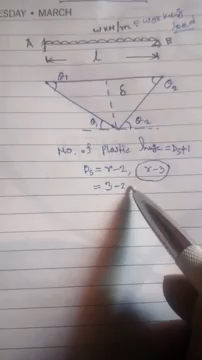 ESDAY • MARCH
w kN/m = working
load
A B
l
θ1 δ θ2
θ1 θ2
No. of Plastic hinge = Ds+1
Ds = r-2, r-3
= 3-2